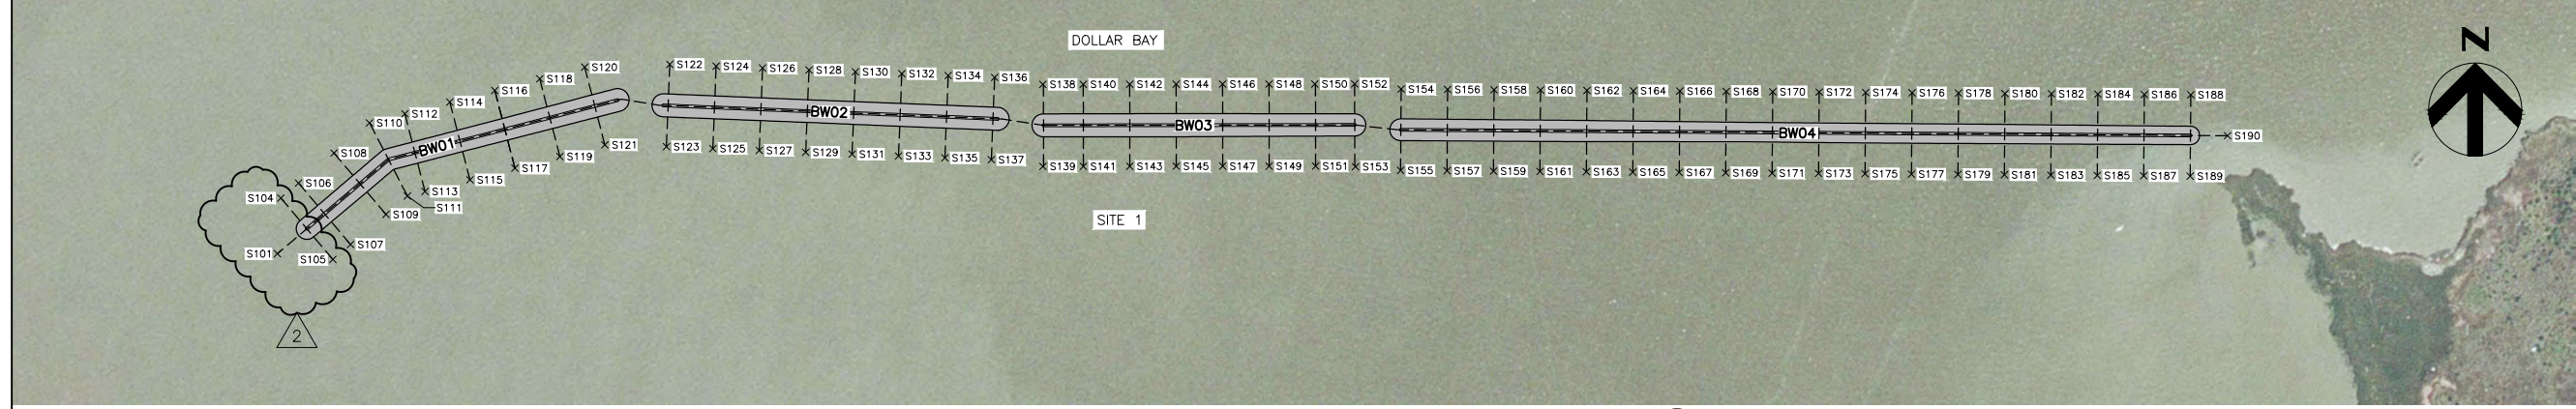 DOLLAR BAY
N
S120
S118
S116
S114
S112
S110
S108
S106
S104
S101
S105
S107
S109
S111
S113
S115
S117
S119
S121
BW01
2
S122 S124 S126 S128 S130 S132 S134 S136
BW02
S123 S125 S127 S129 S131 S133 S135 S137
S138 S140 S142 S144 S146 S148 S150 S152
BW03
S139 S141 S143 S145 S147 S149 S151 S153
S154 S156 S158 S160 S162 S164 S166 S168 S170 S172 S174 S176 S178 S180 S182 S184 S186 S188
BW04
S190
S155 S157 S159 S161 S163 S165 S167 S169 S171 S173 S175 S177 S179 S181 S183 S185 S187 S189
SITE 1